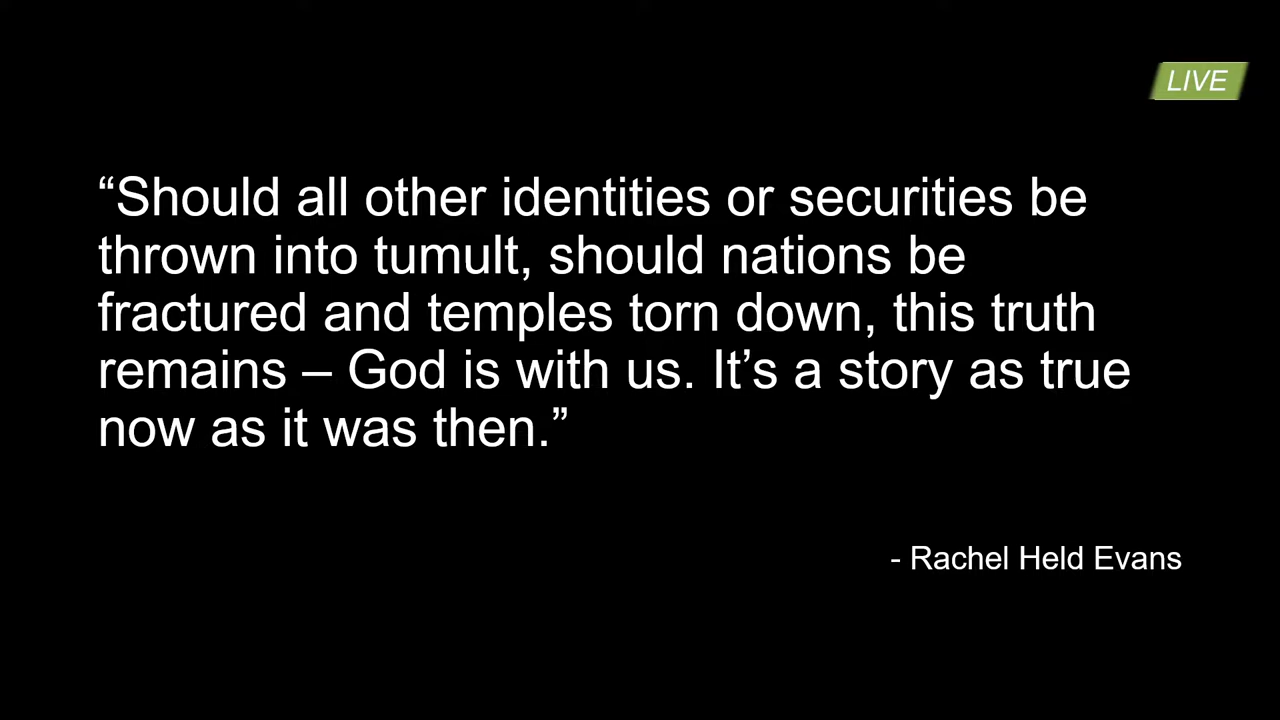 LIVE
“Should all other identities or securities be
thrown into tumult, should nations be
fractured and temples torn down, this truth
remains – God is with us. It’s a story as true
now as it was then.”
- Rachel Held Evans